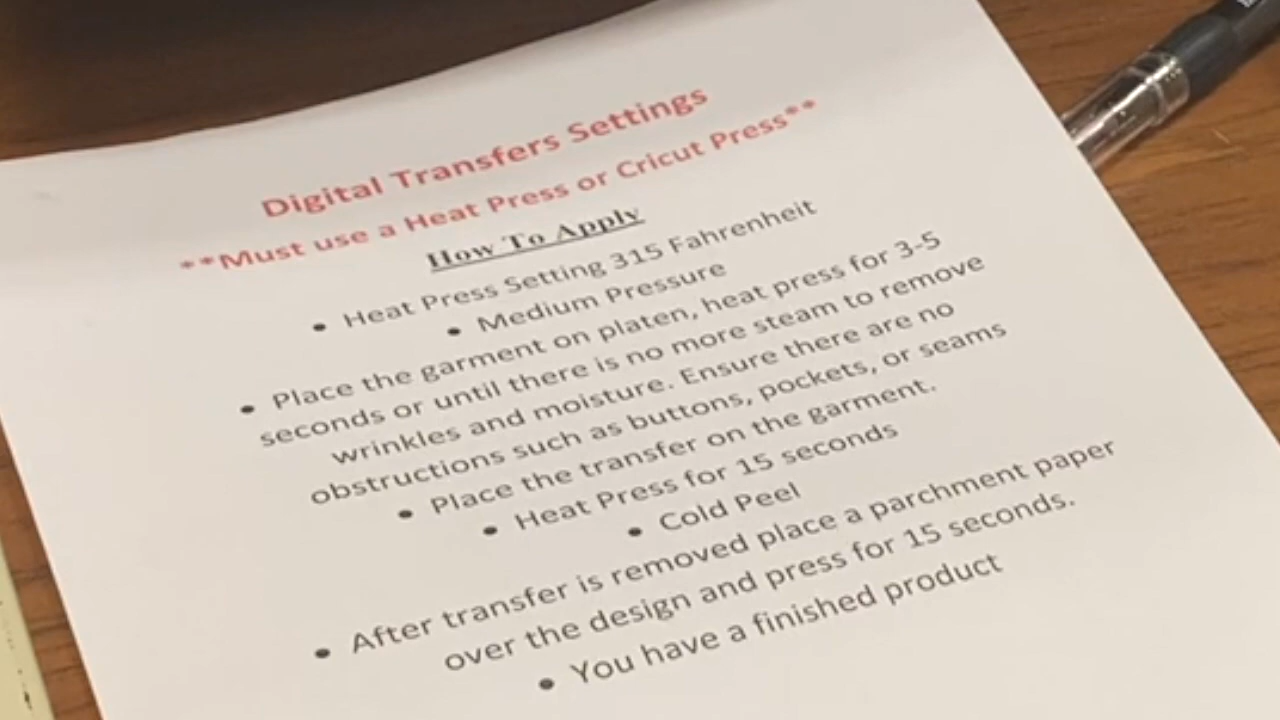 Digital Transfers Settings
**Must use a Heat Press or Cricut Press**
How To Apply
• Heat Press Setting 315 Fahrenheit
• Medium Pressure
• Place the garment on platen, heat press for 3-5
seconds or until there is no more steam to remove
wrinkles and moisture. Ensure there are no
obstructions such as buttons, pockets, or seams
• Place the transfer on the garment.
• Heat Press for 15 seconds
• Cold Peel
• After transfer is removed place a parchment paper
over the design and press for 15 seconds.
• You have a finished product